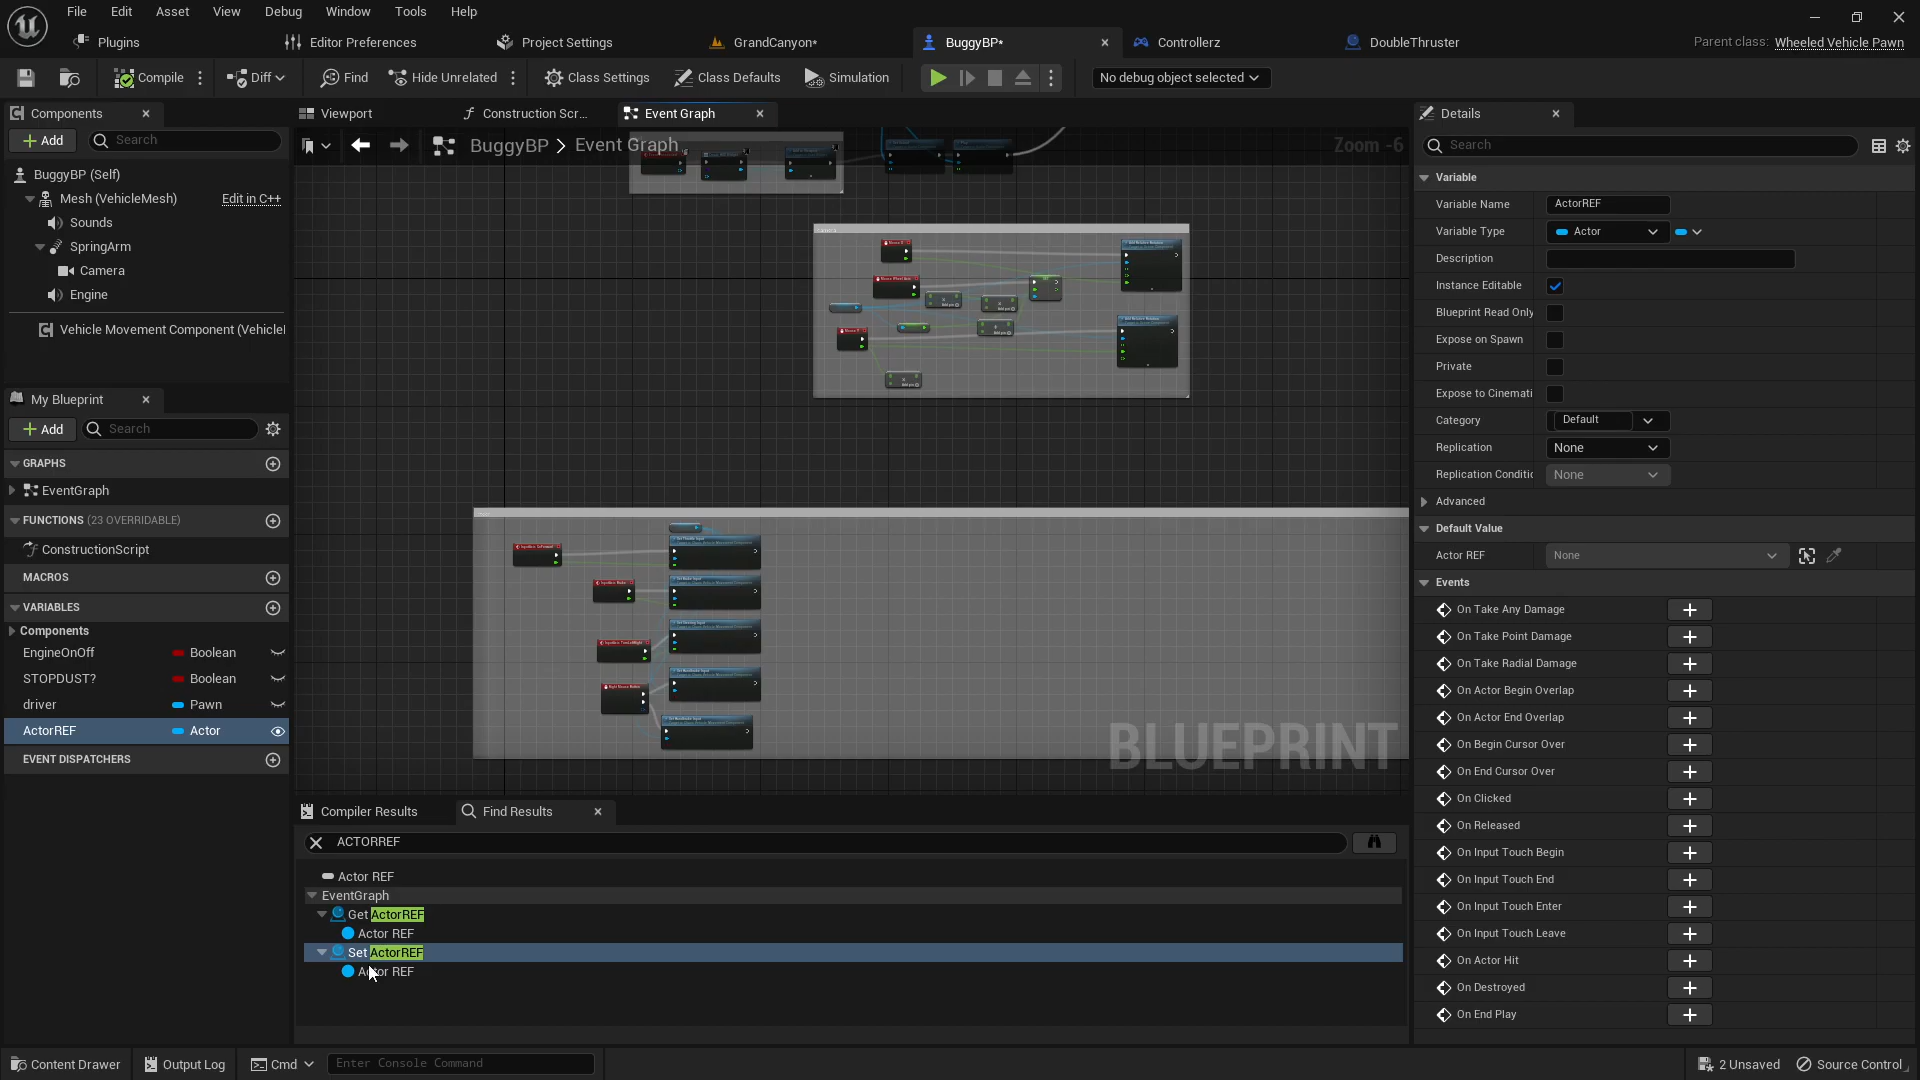 File Edit Asset View Debug Window Tools Help
Plugins Editor Preferences Project Settings GrandCanyon* BuggyBP* Controllerz DoubleThruster Parent class: Wheeled Vehicle Pawn
Compile Diff Find Hide Unrelated Class Settings Class Defaults Simulation No debug object selected
Components Viewport Construction Scr... Event Graph Details
Add Search
BuggyBP > Event Graph Zoom -6
Search
BuggyBP (Self)
Mesh (VehicleMesh) Edit in C++
Sounds
SpringArm
Camera
Engine
Vehicle Movement Component (VehicleI
My Blueprint
Add Search
GRAPHS
EventGraph
FUNCTIONS (23 OVERRIDABLE)
ConstructionScript
MACROS
VARIABLES
Components
EngineOnOff Boolean
STOPDUST? Boolean
driver Pawn
ActorREF Actor
EVENT DISPATCHERS
BLUEPRINT
Compiler Results Find Results
ACTORREF
Actor REF
EventGraph
Get ActorREF
Actor REF
Set ActorREF
Actor REF
Variable
Variable Name ActorREF
Variable Type Actor
Description
Instance Editable
Blueprint Read Only
Expose on Spawn
Private
Expose to Cinemati
Category Default
Replication None
Replication Conditic None
Advanced
Default Value
Actor REF None
Events
On Take Any Damage
On Take Point Damage
On Take Radial Damage
On Actor Begin Overlap
On Actor End Overlap
On Begin Cursor Over
On End Cursor Over
On Clicked
On Released
On Input Touch Begin
On Input Touch End
On Input Touch Enter
On Input Touch Leave
On Actor Hit
On Destroyed
On End Play
Content Drawer Output Log Cmd Enter Console Command 2 Unsaved Source Control